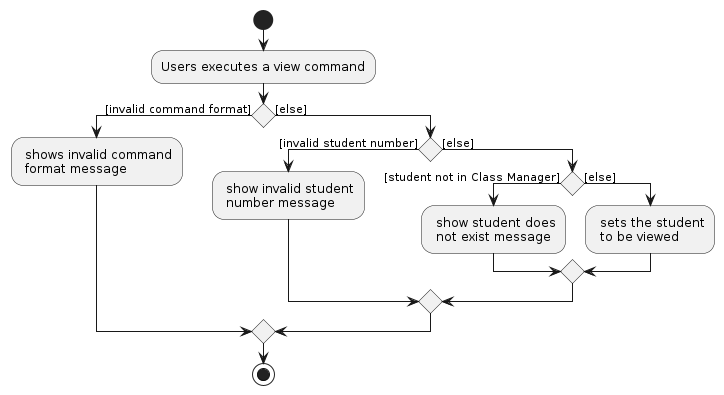 Users executes a view command
[invalid command format]
[else]
shows invalid command
format message
[invalid student number]
[else]
show invalid student
number message
[student not in Class Manager]
[else]
show student does
not exist message
sets the student
to be viewed